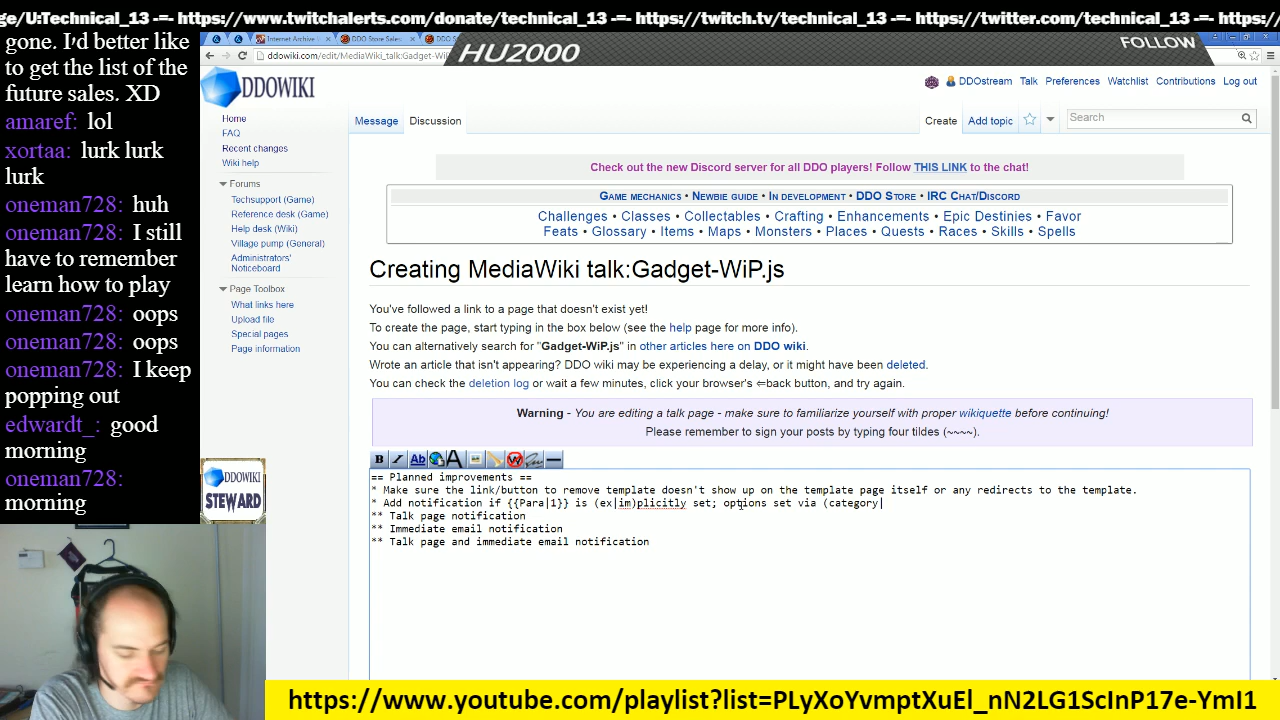 ge/U:Technical_13 -=- https://www.twitchalerts.com/donate/technical_13 -=- https://twitch.tv/technical_13 -=- https://twitter.com/technical_13 -=- https:/
gone. I'd better like
to get the list of the
future sales. XD
amaref: lol
xortaa: lurk lurk
lurk
oneman728: huh
oneman728: I still
have to remember
learn how to play
oneman728: oops
oneman728: oops
oneman728: I keep
popping out
edwardt_: good
morning
oneman728:
morning
Internet Archive
DDO Store Sales
DDO S
HU2000
FOLLOW
ddowiki.com/edit/MediaWiki_talk:Gadget-Wi
DDOWIKI
DDOstream Talk Preferences Watchlist Contributions Log out
Home
FAQ
Recent changes
Wiki help
Forums
Techsupport (Game)
Reference desk (Game)
Help desk (Wiki)
Village pump (General)
Administrators'
Noticeboard
Page Toolbox
What links here
Upload file
Special pages
Page information
DDOWIKI
STEWARD
Message Discussion
Create Add topic
Search
Check out the new Discord server for all DDO players! Follow THIS LINK to the chat!
Game mechanics • Newbie guide • In development • DDO Store • IRC Chat/Discord
Challenges • Classes • Collectables • Crafting • Enhancements • Epic Destinies • Favor
Feats • Glossary • Items • Maps • Monsters • Places • Quests • Races • Skills • Spells
Creating MediaWiki talk:Gadget-WiP.js
You've followed a link to a page that doesn't exist yet!
To create the page, start typing in the box below (see the help page for more info).
You can alternatively search for "Gadget-WiP.js" in other articles here on DDO wiki.
Wrote an article that isn't appearing? DDO wiki may be experiencing a delay, or it might have been deleted.
You can check the deletion log or wait a few minutes, click your browser's ⇐back button, and try again.
Warning - You are editing a talk page - make sure to familiarize yourself with proper wikiquette before continuing!
Please remember to sign your posts by typing four tildes (~~~~).
B I Ab A
== Planned improvements ==
* Make sure the link/button to remove template doesn't show up on the template page itself or any redirects to the template.
* Add notification if {{Para|1}} is (ex|im)plicitly set; options set via (category
** Talk page notification
** Immediate email notification
** Talk page and immediate email notification
https://www.youtube.com/playlist?list=PLyXoYvmptXuEl_nN2LG1ScInP17e-YmI1